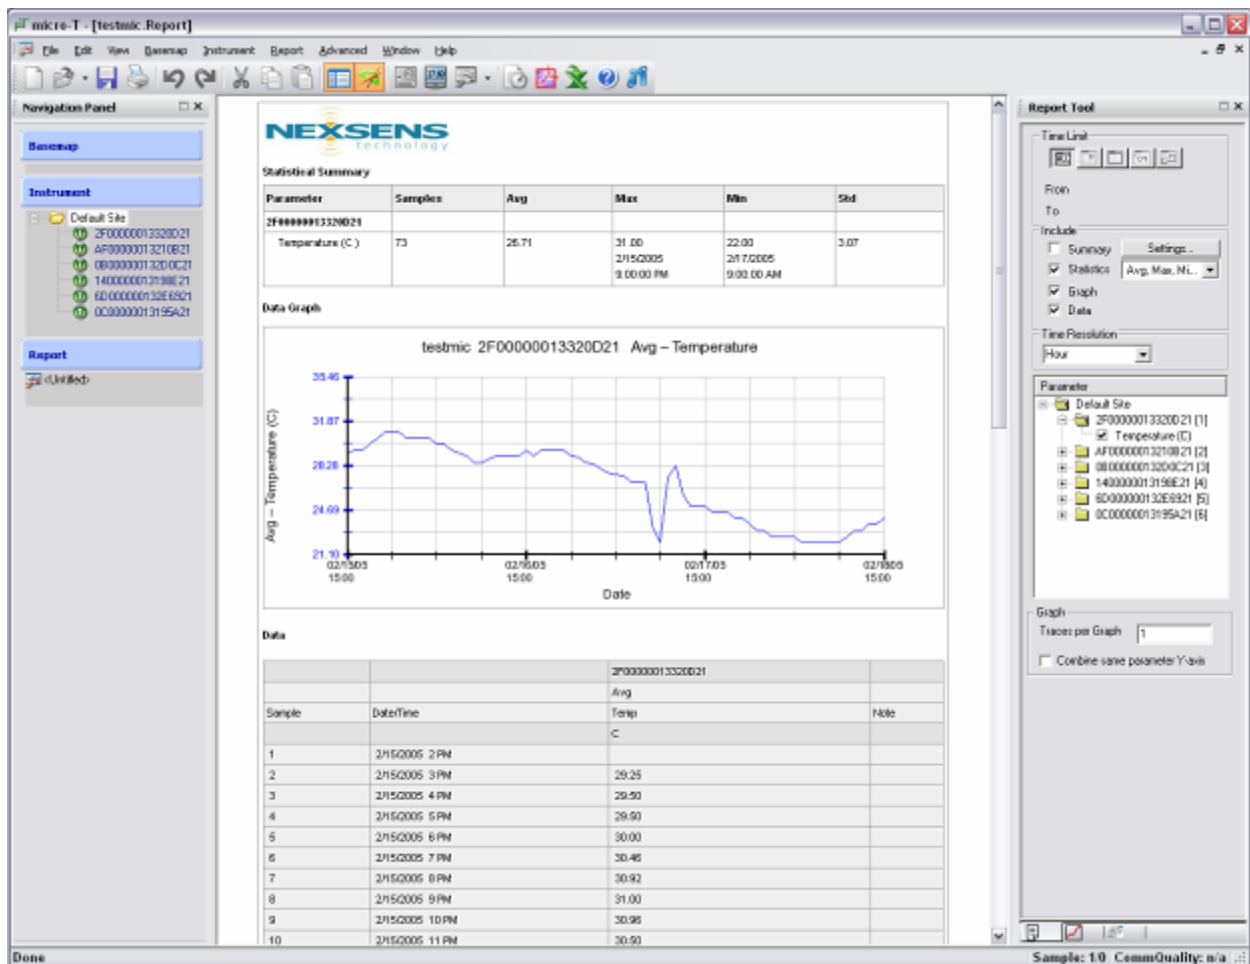 micro-T - [testmic.Report]
File Edit View Basemap Instrument Report Advanced Window Help
Navigation Panel
Basemap
Instrument
Default Site
2F00000013320D21
AF00000013210B21
0B000000132D0C21
140000001319BE21
6D000000132E6921
0C00000013195A21
Report
<Untitled>
NEXSENS
technology
Statistical Summary
Parameter Samples Avg Max Min Std
2F00000013320D21
Temperature (C ) 73 26.71 31.00 22.00 3.07
2/15/2005 2/17/2005
9:00:00 PM 9:00:00 AM
Data Graph
testmic 2F00000013320D21 Avg – Temperature
Avg – Temperature (C)
31.87
28.28
24.69
21.10
02/15/05 02/16/05 02/17/05 02/18/05
15:00 15:00 15:00 15:00
Date
Data
2F00000013320D21
Avg
Sample Date/Time Temp Note
C
1 2/15/2005 2 PM
2 2/15/2005 3 PM 29.25
3 2/15/2005 4 PM 29.50
4 2/15/2005 5 PM 29.50
5 2/15/2005 6 PM 30.00
6 2/15/2005 7 PM 30.46
7 2/15/2005 8 PM 30.92
8 2/15/2005 9 PM 31.00
9 2/15/2005 10 PM 30.96
10 2/15/2005 11 PM 30.50
Report Tool
Time Limit
From
To
Include
Summary Settings...
Statistics Avg, Max, Mi...
Graph
Data
Time Resolution
Hour
Parameter
Default Site
2F00000013320D21 [1]
Temperature (C)
AF00000013210B21 [2]
0B000000132D0C21 [3]
140000001319BE21 [4]
6D000000132E6921 [5]
0C00000013195A21 [6]
Graph
Traces per Graph 1
Combine same parameter Y-axis
Done
Sample: 1/0 CommQuality: n/a